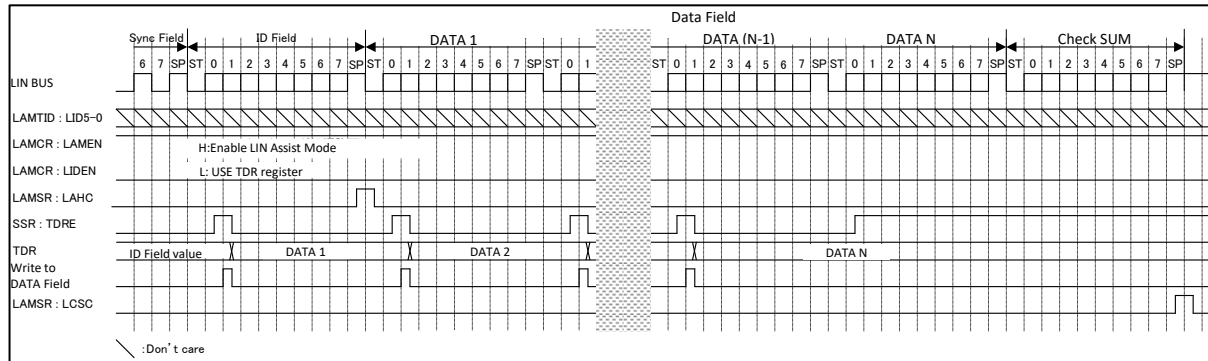 Data Field
Sync Field ID Field DATA 1 DATA (N-1) DATA N Check SUM
6 7 SP ST 0 1 2 3 4 5 6 7 SP ST 0 1 2 3 4 5 6 7 SP ST 0 1 ST 0 1 2 3 4 5 6 7 SP ST 0 1 2 3 4 5 6 7 SP ST 0 1 2 3 4 5 6 7 SP
LIN BUS
LAMTID : LID5-0
LAMCR : LAMEN H:Enable LIN Assist Mode
LAMCR : LIDEN L: USE TDR register
LAMSR : LAHC
SSR : TDRE
TDR ID Field value DATA 1 DATA 2 DATA N
Write to
DATA Field
LAMSR : LCSC
:Don't care